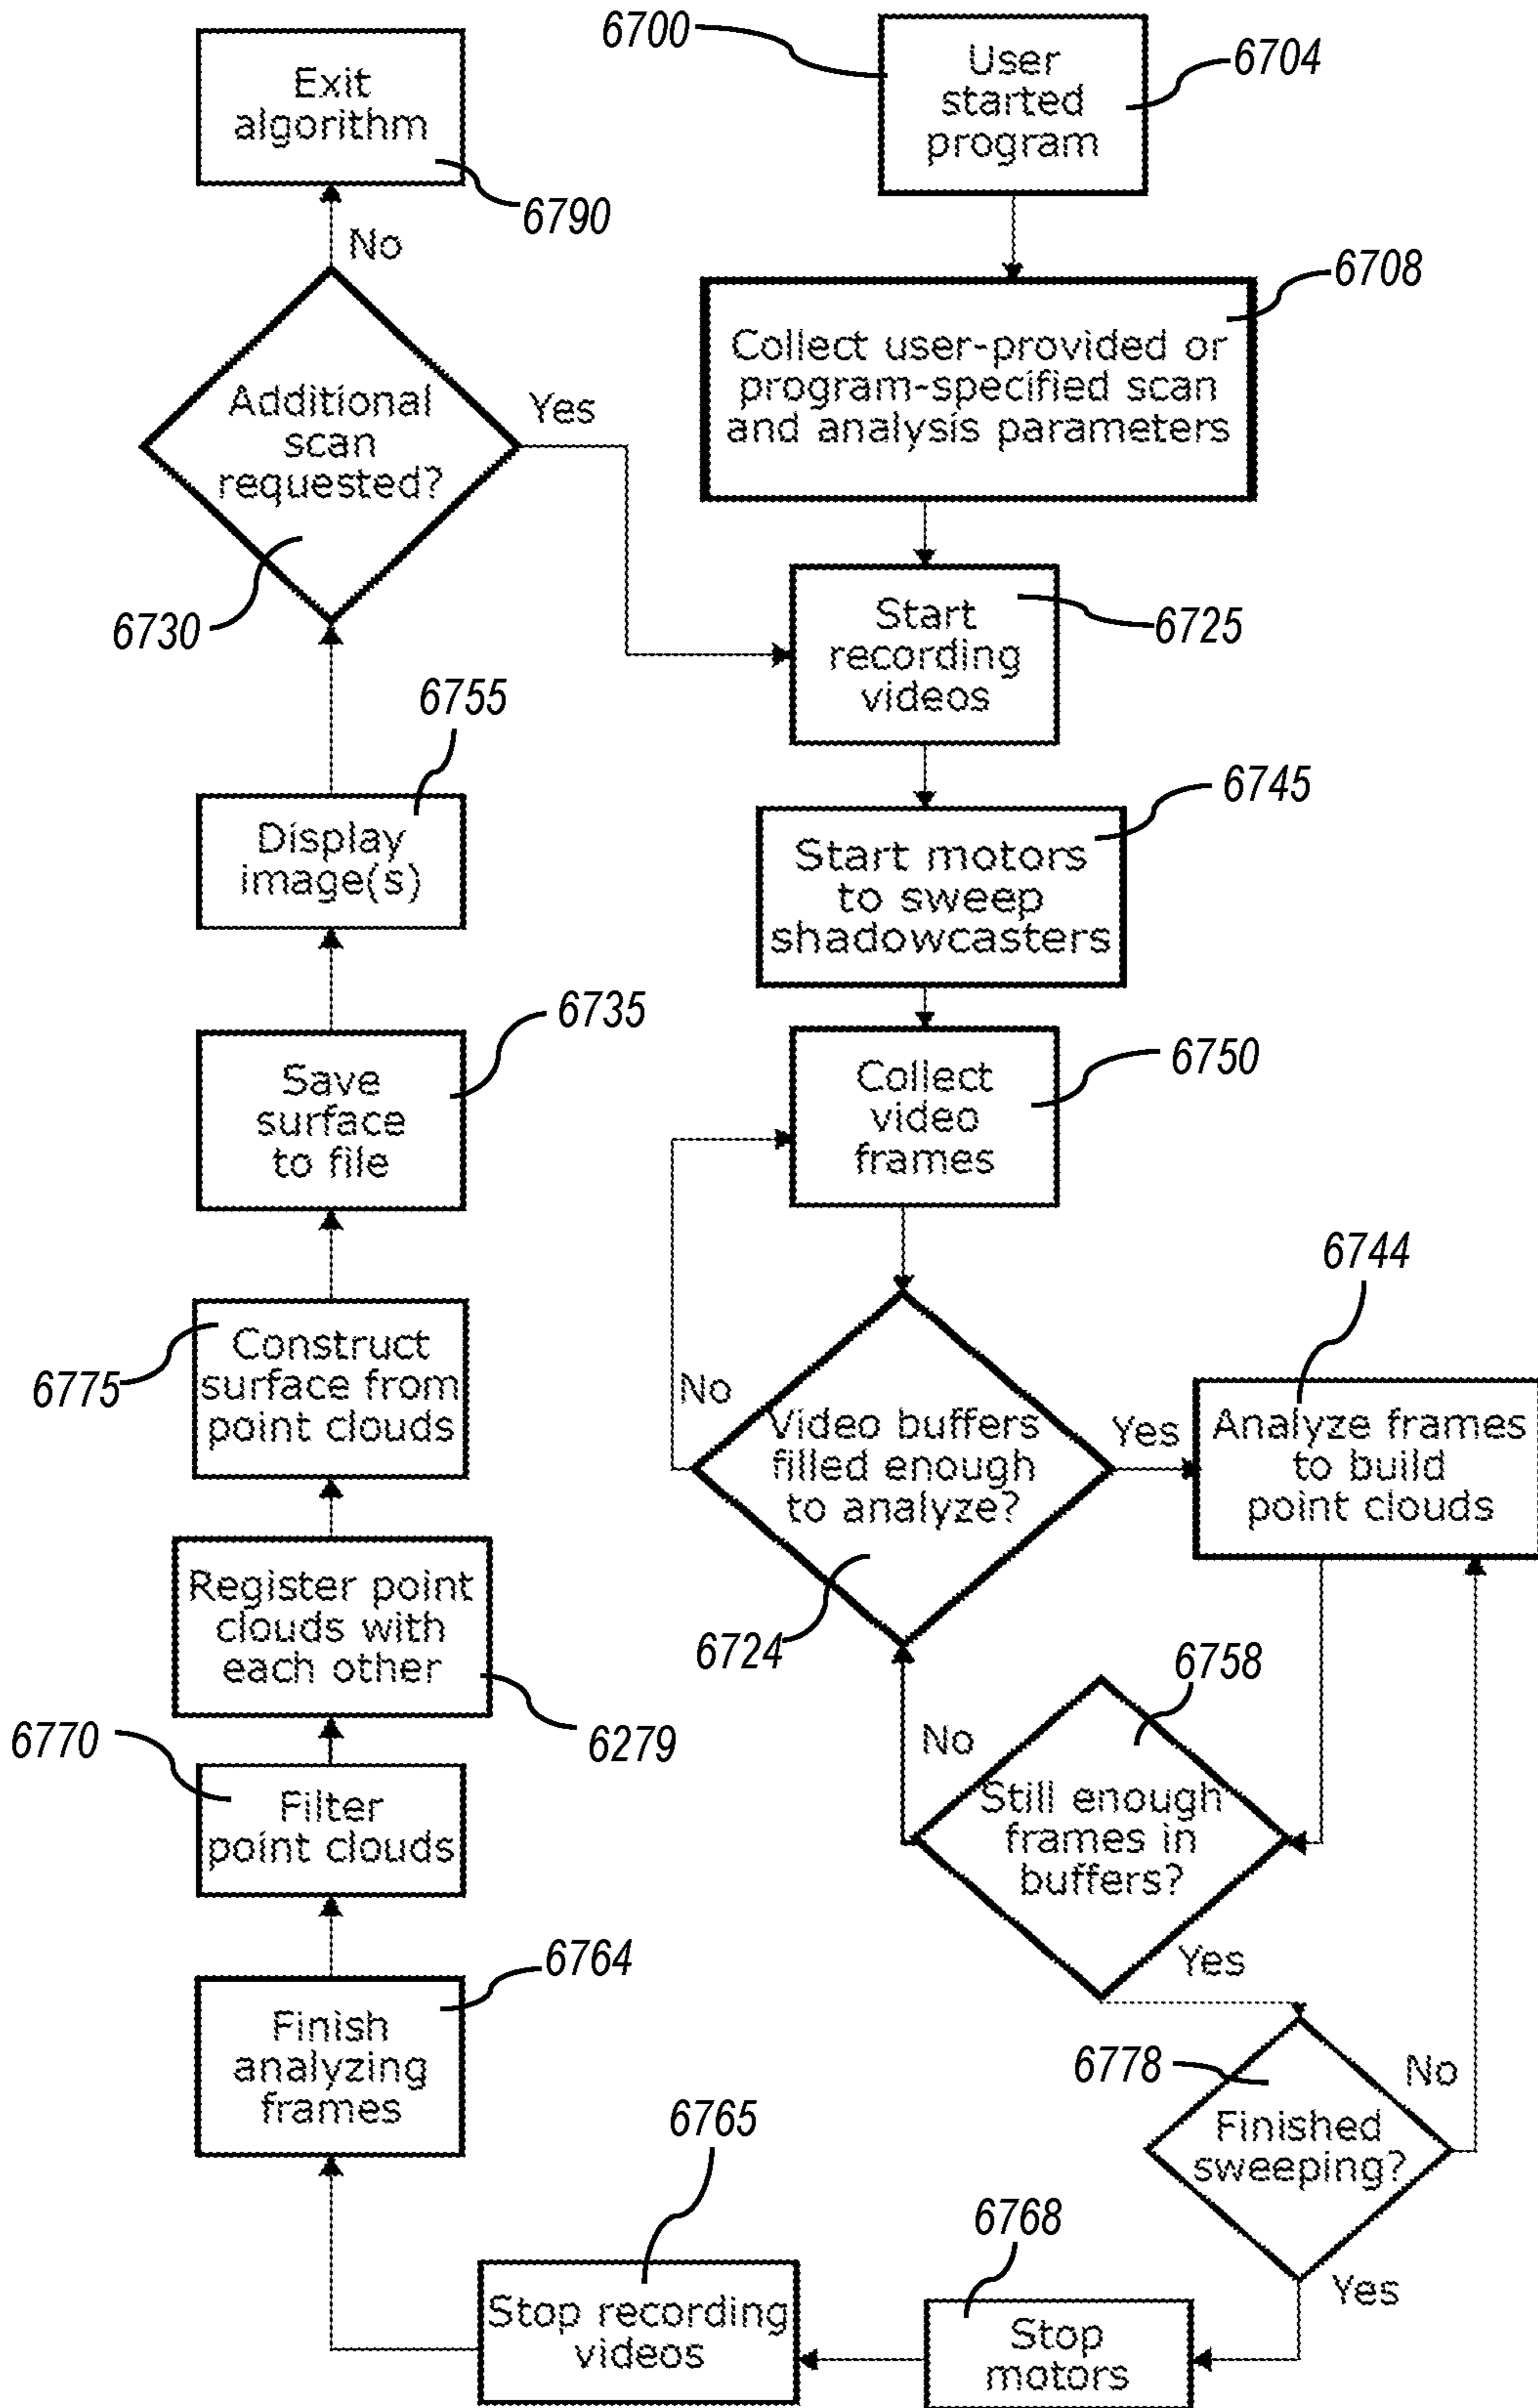 6700
User
started
program
6704
Collect user-provided or
program-specified scan
and analysis parameters
6708
Start
recording
videos
6725
Start motors
to sweep
shadowcasters
6745
Collect
video
frames
6750
Video buffers
filled enough
to analyze?
6724
No
Yes
Analyze frames
to build
point clouds
6744
Still enough
frames in
buffers?
6758
No
Yes
Finished
sweeping?
6778
No
Yes
Stop
motors
6768
Stop recording
videos
6765
Finish
analyzing
frames
6764
Filter
point clouds
6770
Register point
clouds with
each other
6279
Construct
surface from
point clouds
6775
Save
surface
to file
6735
Display
image(s)
6755
Additional
scan
requested?
6730
Yes
No
Exit
algorithm
6790